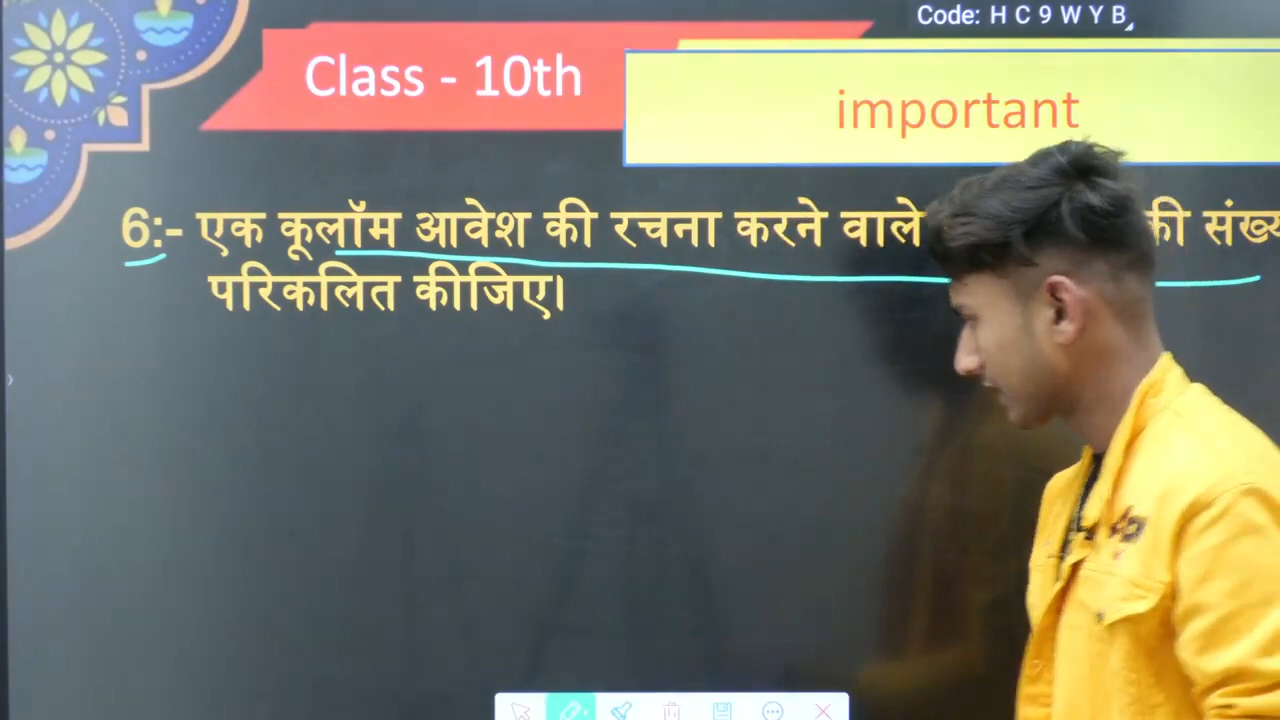 Code: H C 9 W Y B
Class - 10th
important
6:- एक कूलॉम आवेश की रचना करने वाले की
परिकलित कीजिए।